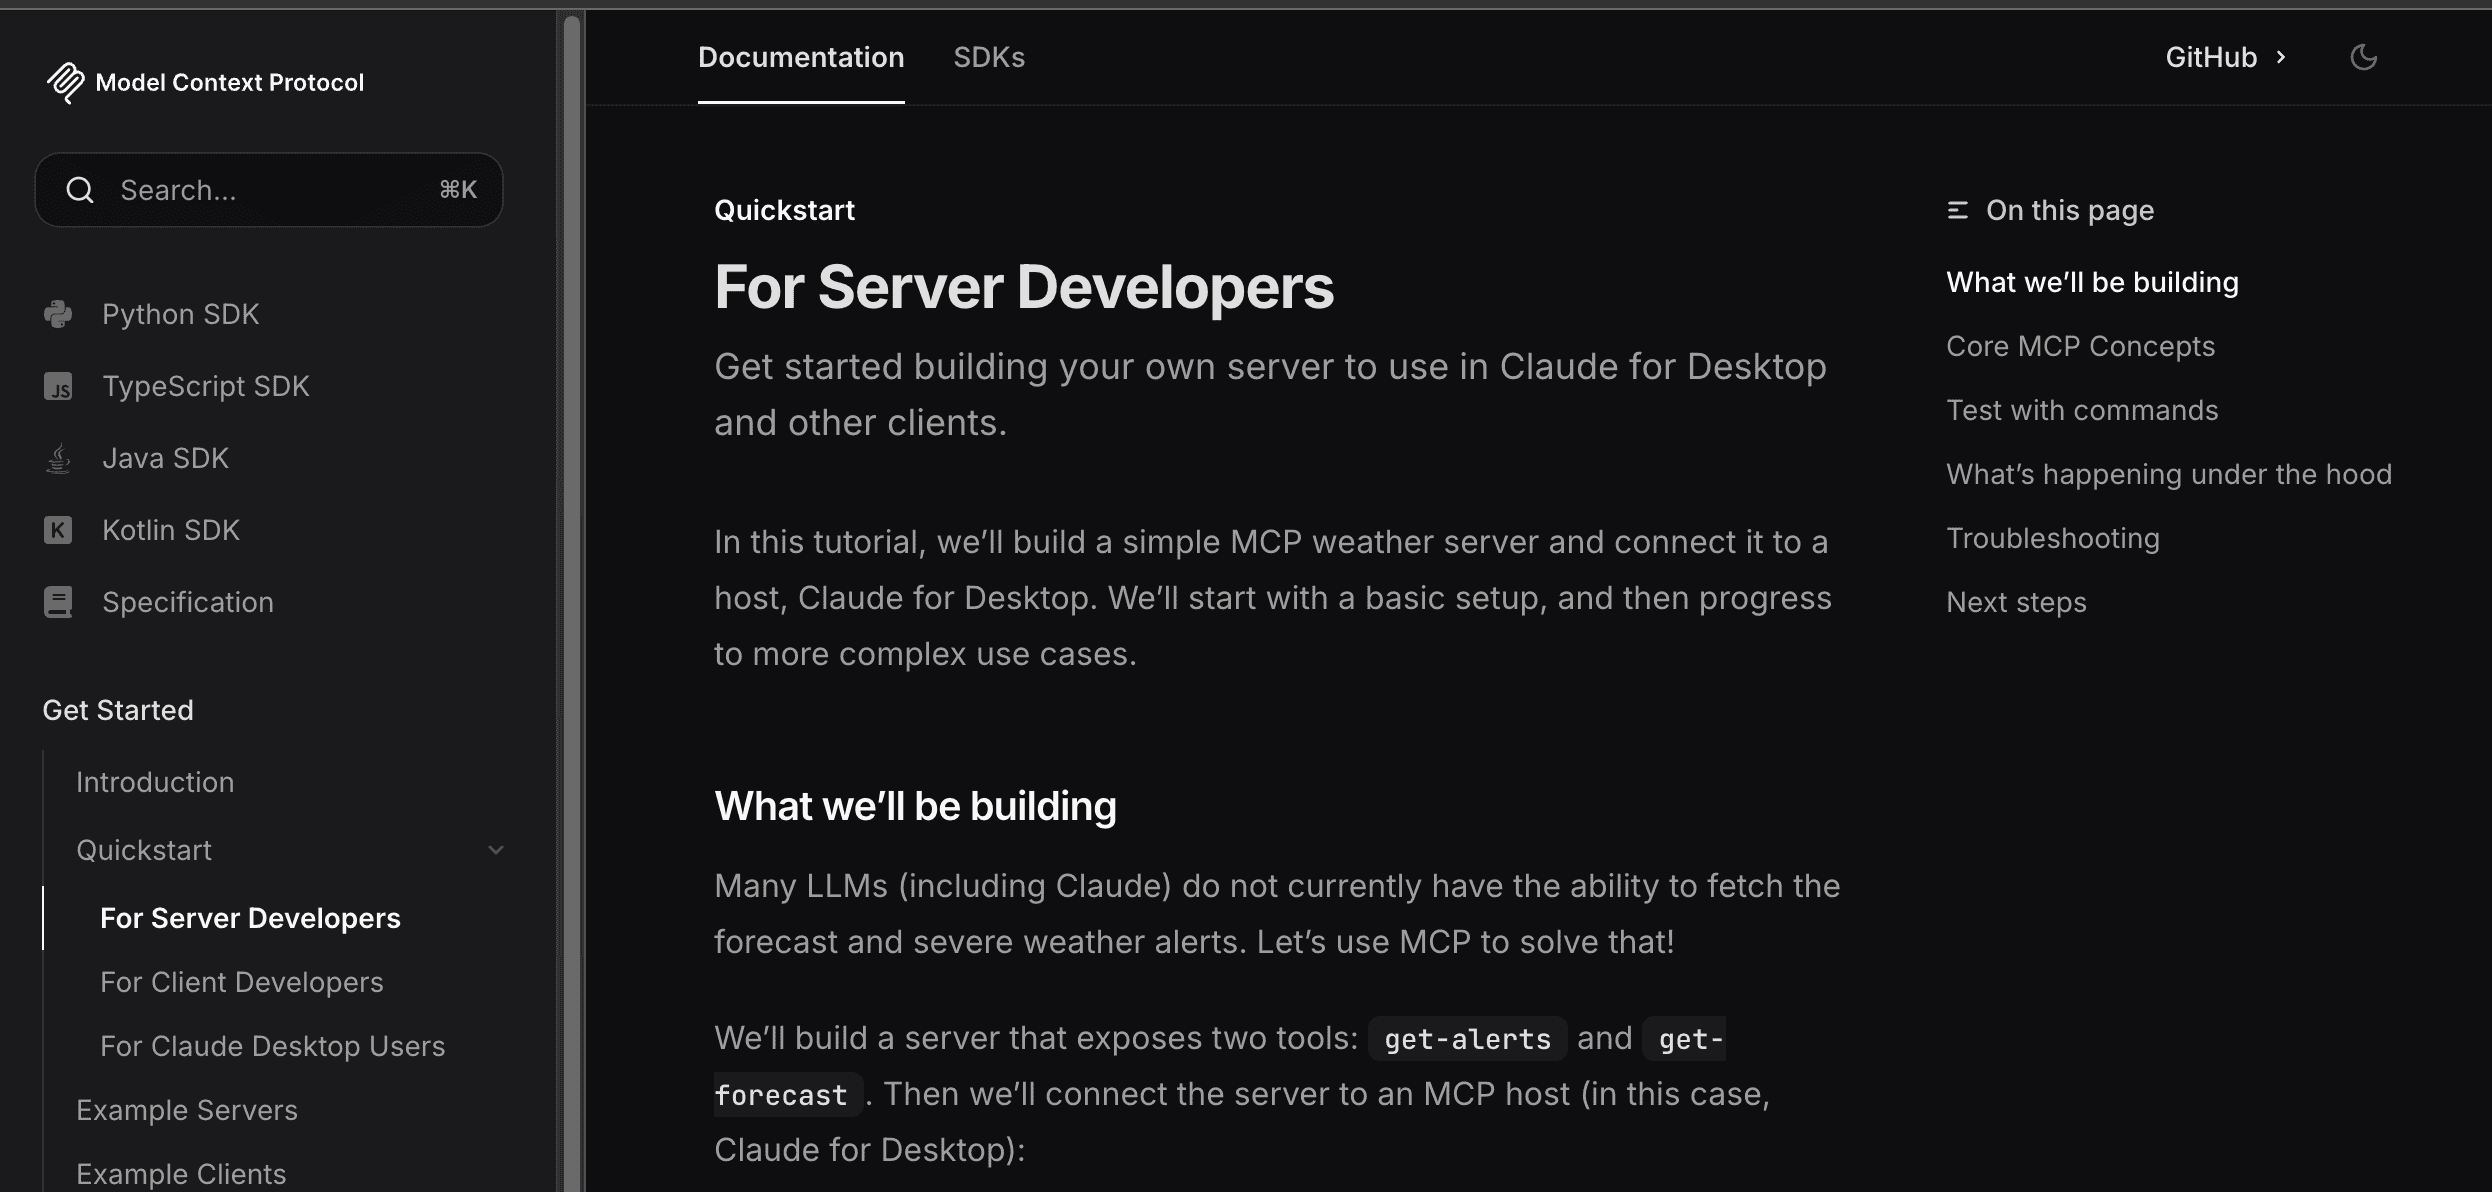 Model Context Protocol
Search...
⌘K
Python SDK
JS
TypeScript SDK
Java SDK
K
Kotlin SDK
Specification
Get Started
Introduction
Quickstart
For Server Developers
For Client Developers
For Claude Desktop Users
Example Servers
Example Clients
Documentation
SDKs
GitHub
Quickstart
For Server Developers
Get started building your own server to use in Claude for Desktop
and other clients.
In this tutorial, we’ll build a simple MCP weather server and connect it to a
host, Claude for Desktop. We’ll start with a basic setup, and then progress
to more complex use cases.
What we’ll be building
Many LLMs (including Claude) do not currently have the ability to fetch the
forecast and severe weather alerts. Let’s use MCP to solve that!
We’ll build a server that exposes two tools: get-alerts and get-
forecast. Then we’ll connect the server to an MCP host (in this case,
Claude for Desktop):
On this page
What we’ll be building
Core MCP Concepts
Test with commands
What’s happening under the hood
Troubleshooting
Next steps